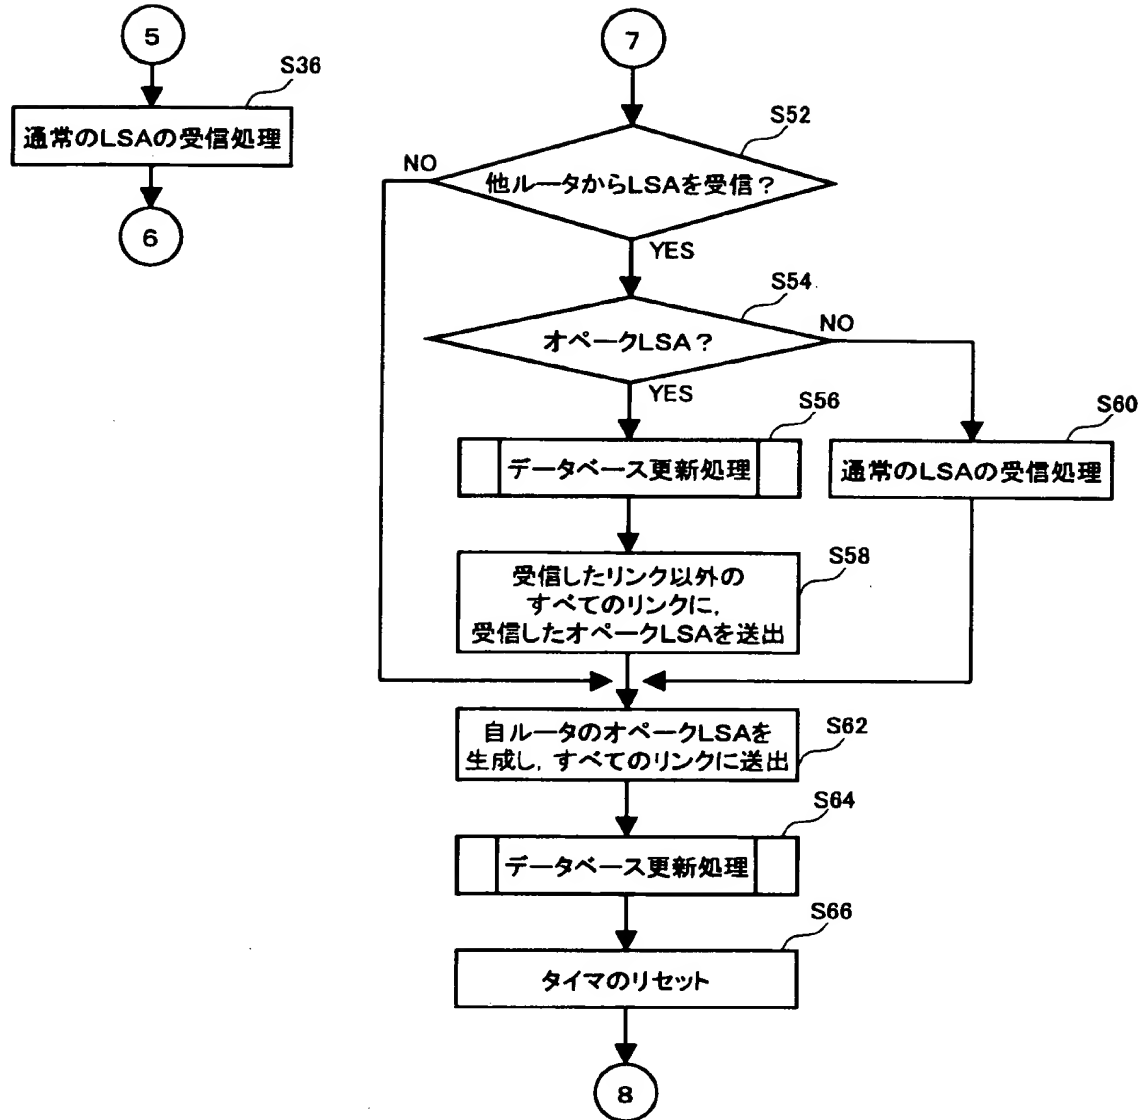 5
S36
通常のLSAの受信処理
6
7
S52
他ルータからLSAを受信？
NO
YES
S54
オペークLSA？
NO
YES
S56
データベース更新処理
S60
通常のLSAの受信処理
S58
受信したリンク以外の
すべてのリンクに，
受信したオペークLSAを送出
S62
自ルータのオペークLSAを
生成し，すべてのリンクに送出
S64
データベース更新処理
S66
タイマのリセット
8